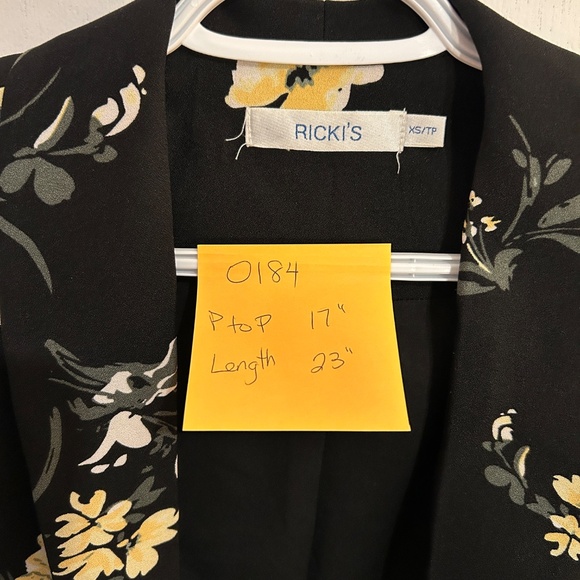 RICKI'S
XS/TP
0184
P to P 17"
Length 23"